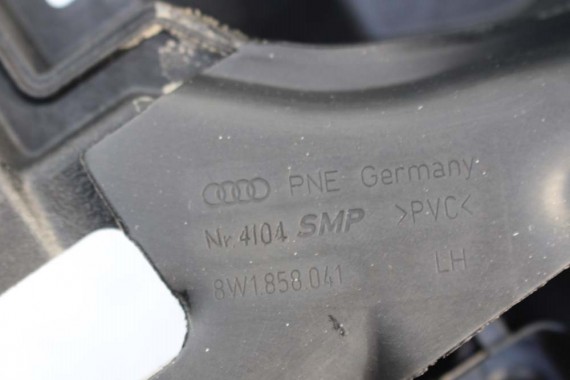 PNE Germany
Nr.4104 SMP >PVC<
8W1.858.041 LH